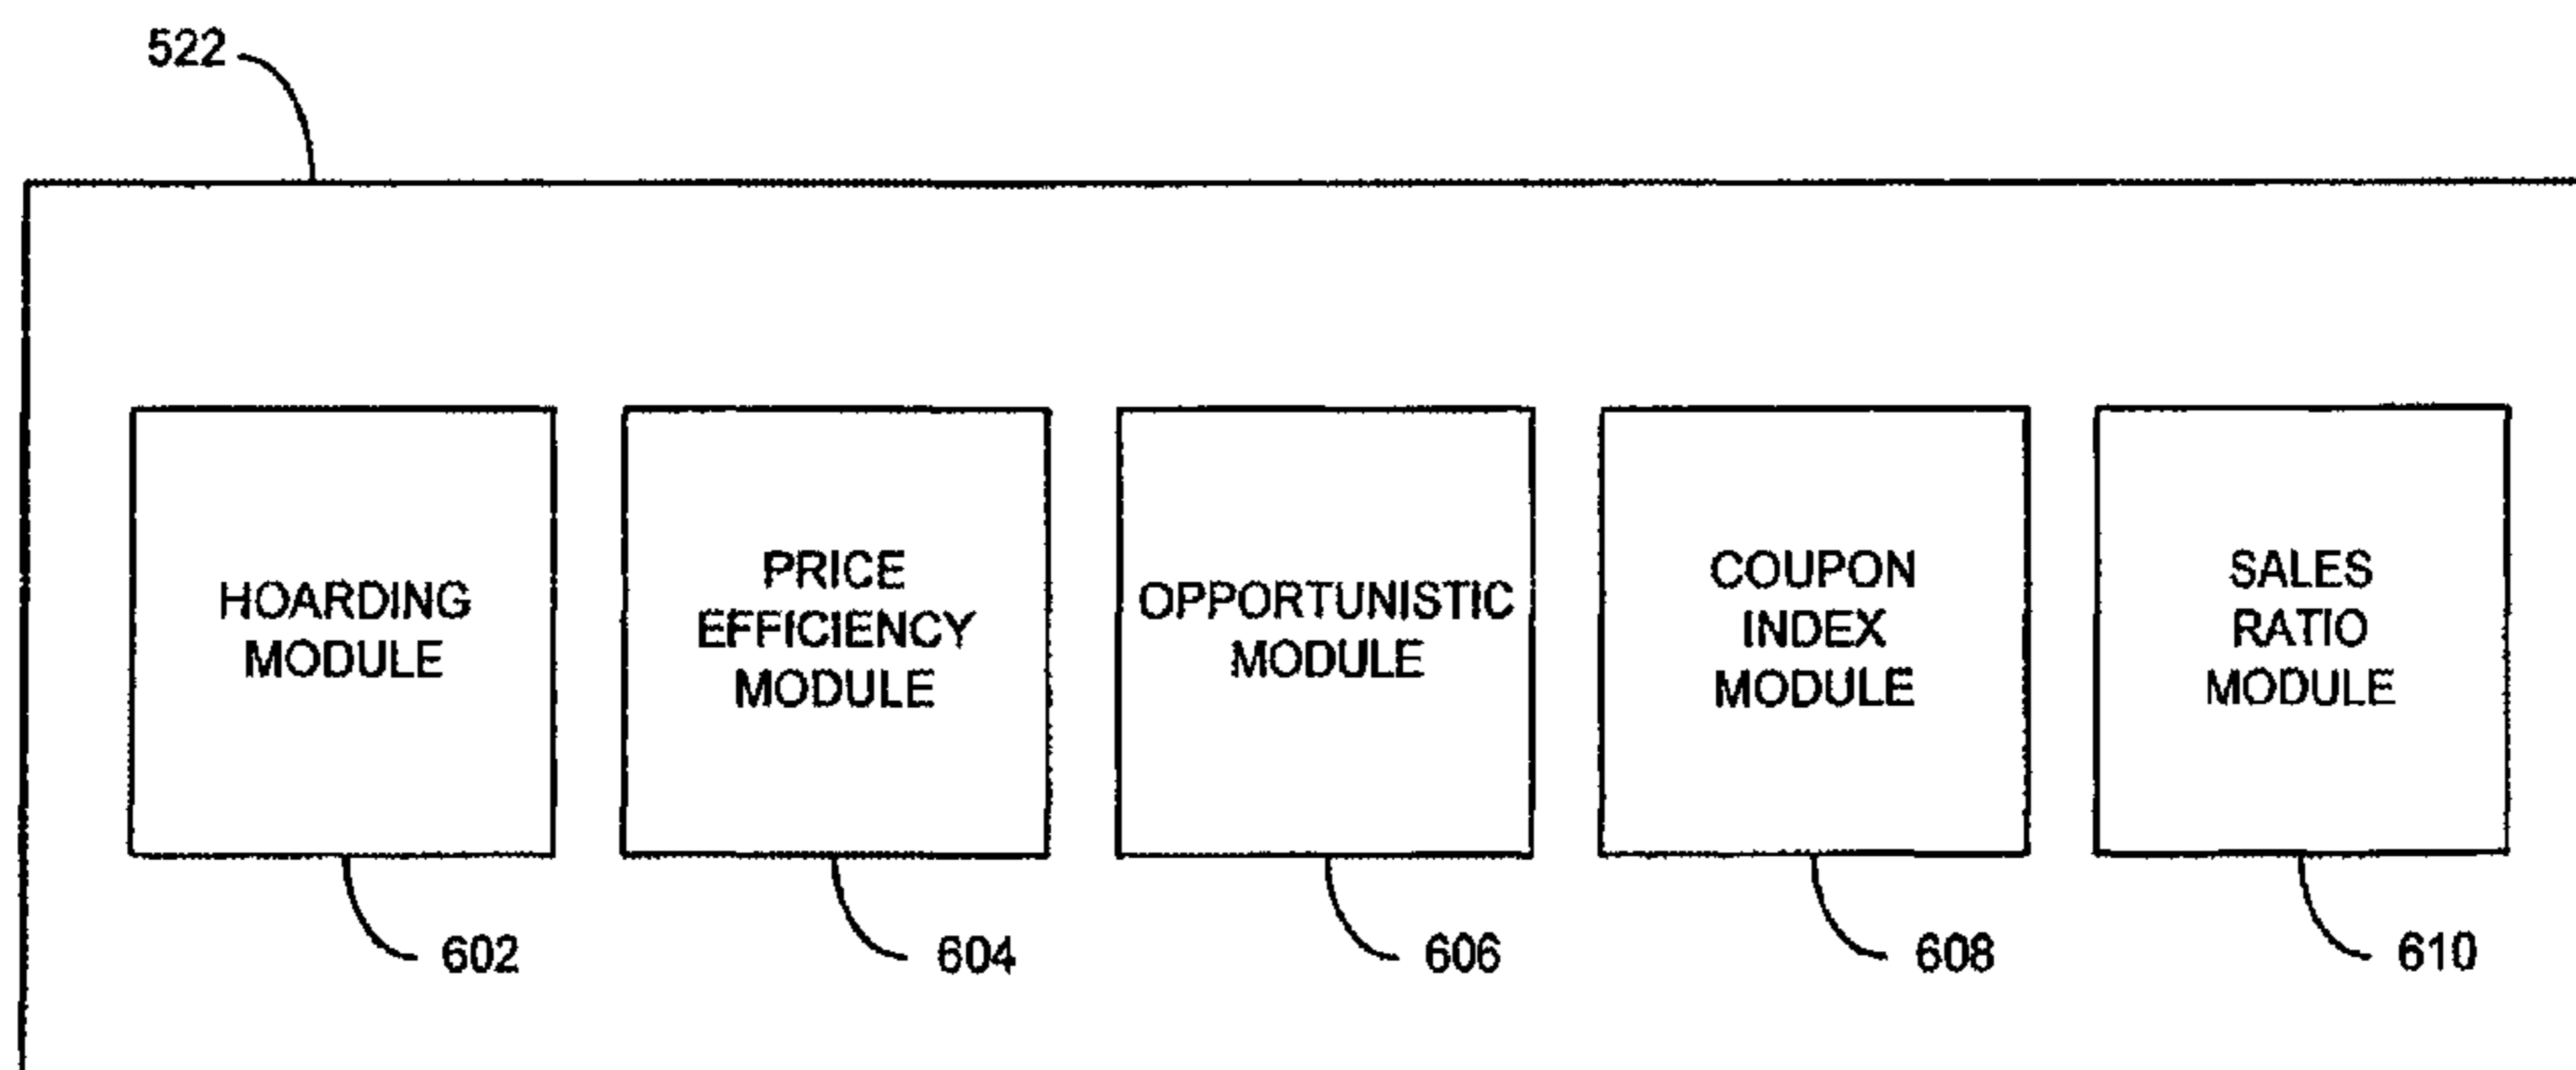 522
HOARDING
MODULE
PRICE
EFFICIENCY
MODULE
OPPORTUNISTIC
MODULE
COUPON
INDEX
MODULE
SALES
RATIO
MODULE
602
604
606
608
610